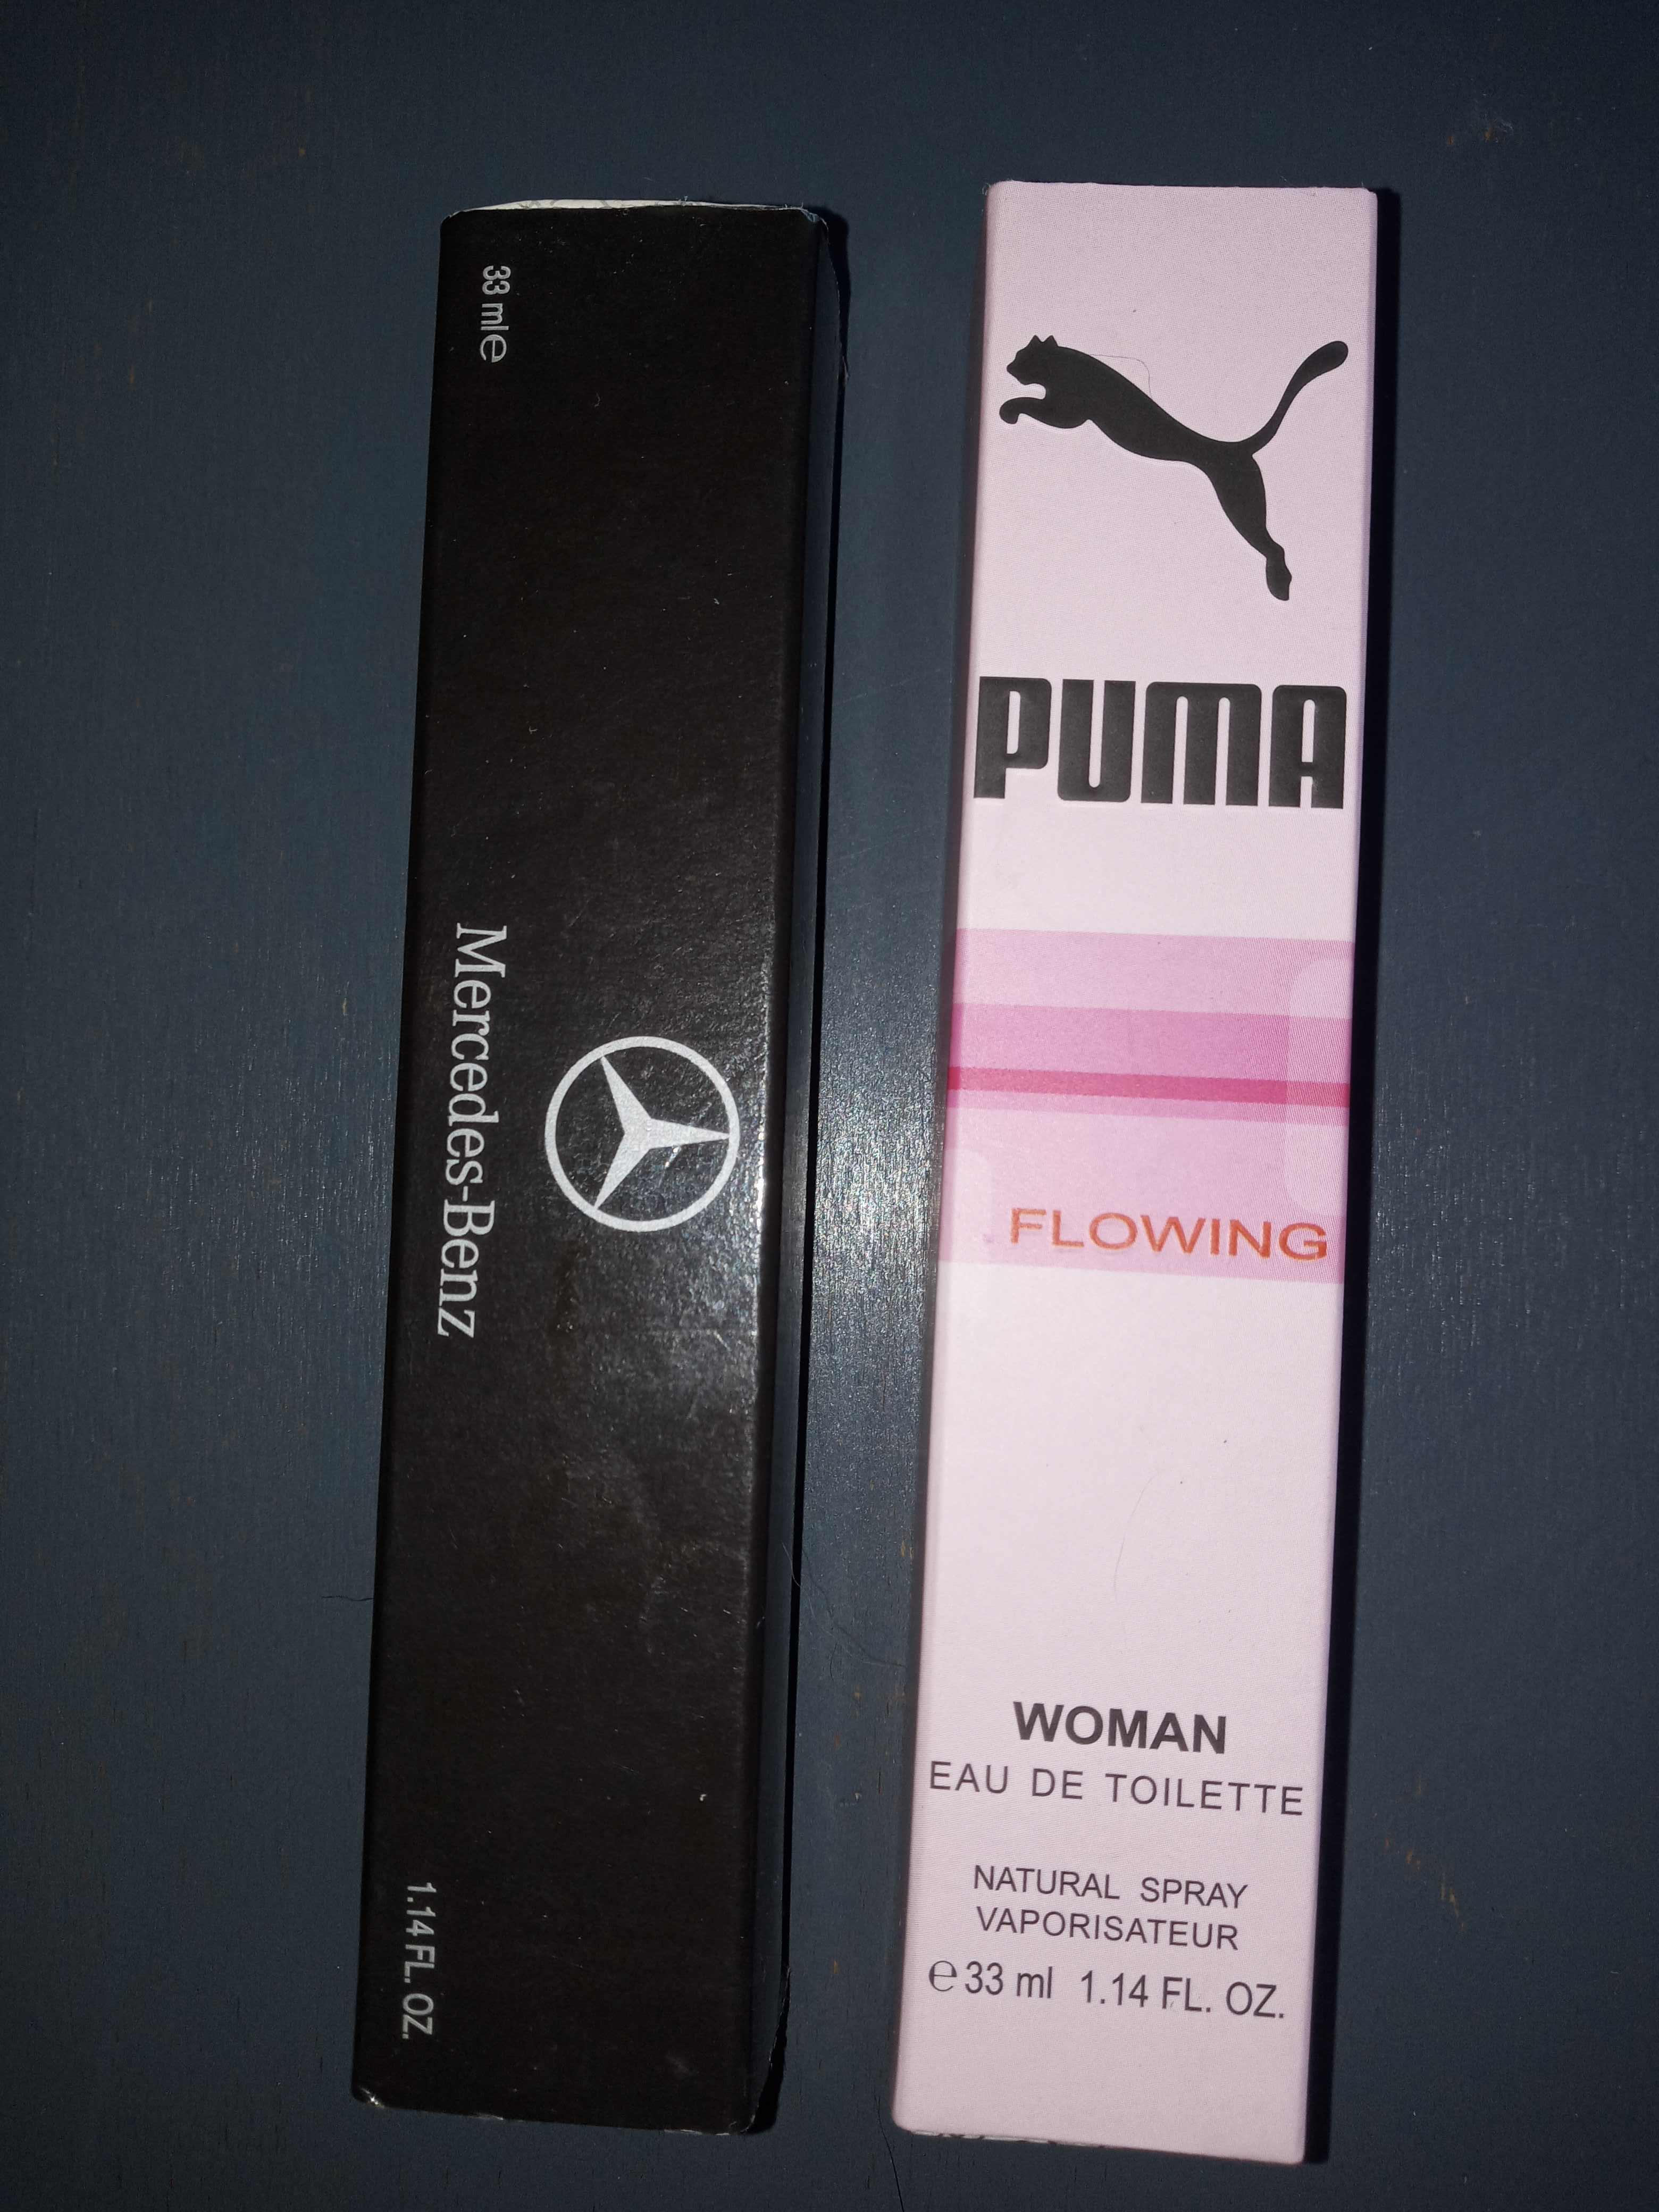 33 ml e
Mercedes-Benz
1.14 FL. OZ.
PUMA
FLOWING
WOMAN
EAU DE TOILETTE
NATURAL SPRAY
VAPORISATEUR
e 33 ml 1.14 FL. OZ.